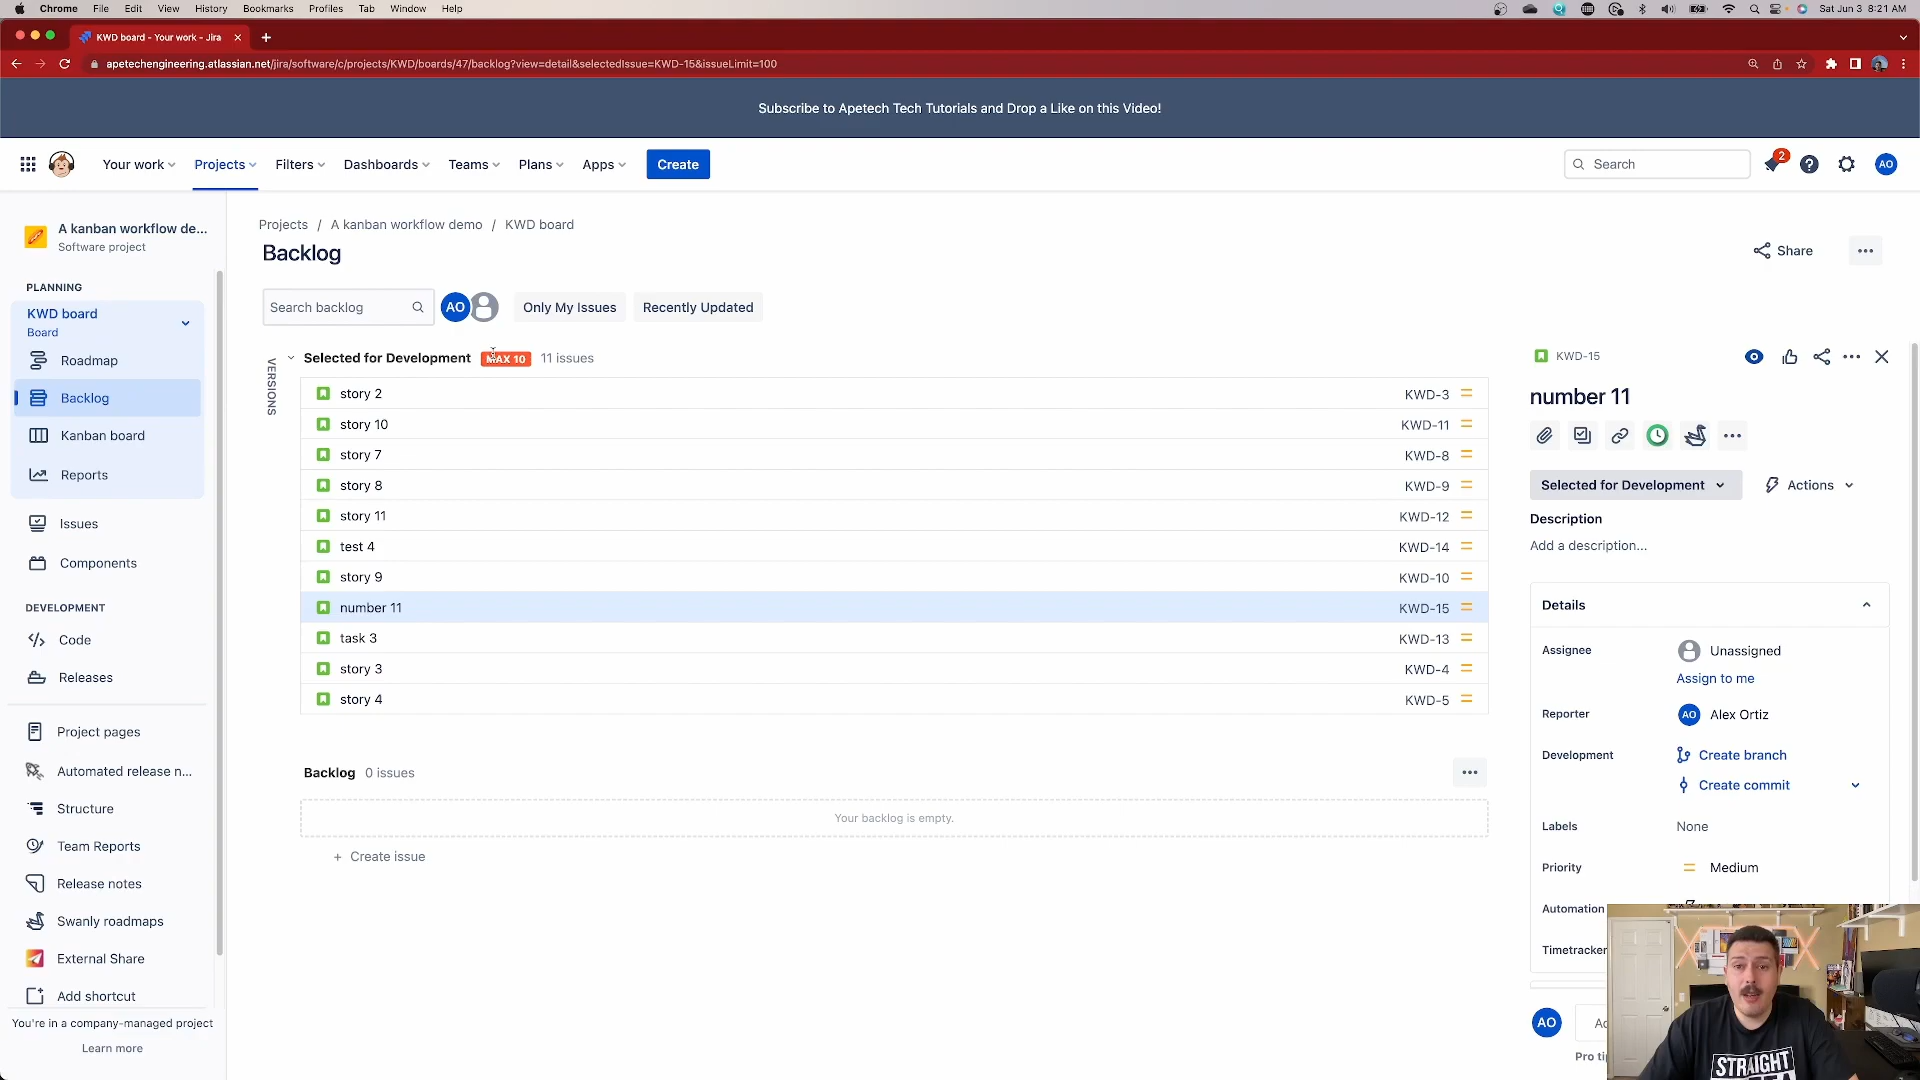 Chrome File Edit View History Bookmarks Profiles Tab Window Help
Sat Jun 3 8:21 AM
KWD board - Your work - Jira
apetechengineering.atlassian.net/jira/software/c/projects/KWD/boards/47/backlog?view=detail&selectedIssue=KWD-15&issueLimit=100
Subscribe to Apetech Tech Tutorials and Drop a Like on this Video!
Your work Projects Filters Dashboards Teams Plans Apps Create
Search
2
AO
A kanban workflow de...
Software project
PLANNING
KWD board
Board
Roadmap
Backlog
Kanban board
Reports
Issues
Components
DEVELOPMENT
Code
Releases
Project pages
Automated release n...
Structure
Team Reports
Release notes
Swanly roadmaps
External Share
Add shortcut
You're in a company-managed project
Learn more
Projects / A kanban workflow demo / KWD board
Backlog
Share
Search backlog
AO
Only My Issues
Recently Updated
VERSIONS
Selected for Development MAX 10 11 issues
story 2 KWD-3
story 10 KWD-11
story 7 KWD-8
story 8 KWD-9
story 11 KWD-12
test 4 KWD-14
story 9 KWD-10
number 11 KWD-15
task 3 KWD-13
story 3 KWD-4
story 4 KWD-5
Backlog 0 issues
Your backlog is empty.
+ Create issue
KWD-15
number 11
Selected for Development
Actions
Description
Add a description...
Details
Assignee
Unassigned
Assign to me
Reporter
AO Alex Ortiz
Development
Create branch
Create commit
Labels
None
Priority
Medium
Automation
Timetracker
AO
Pro
STRAIGHT